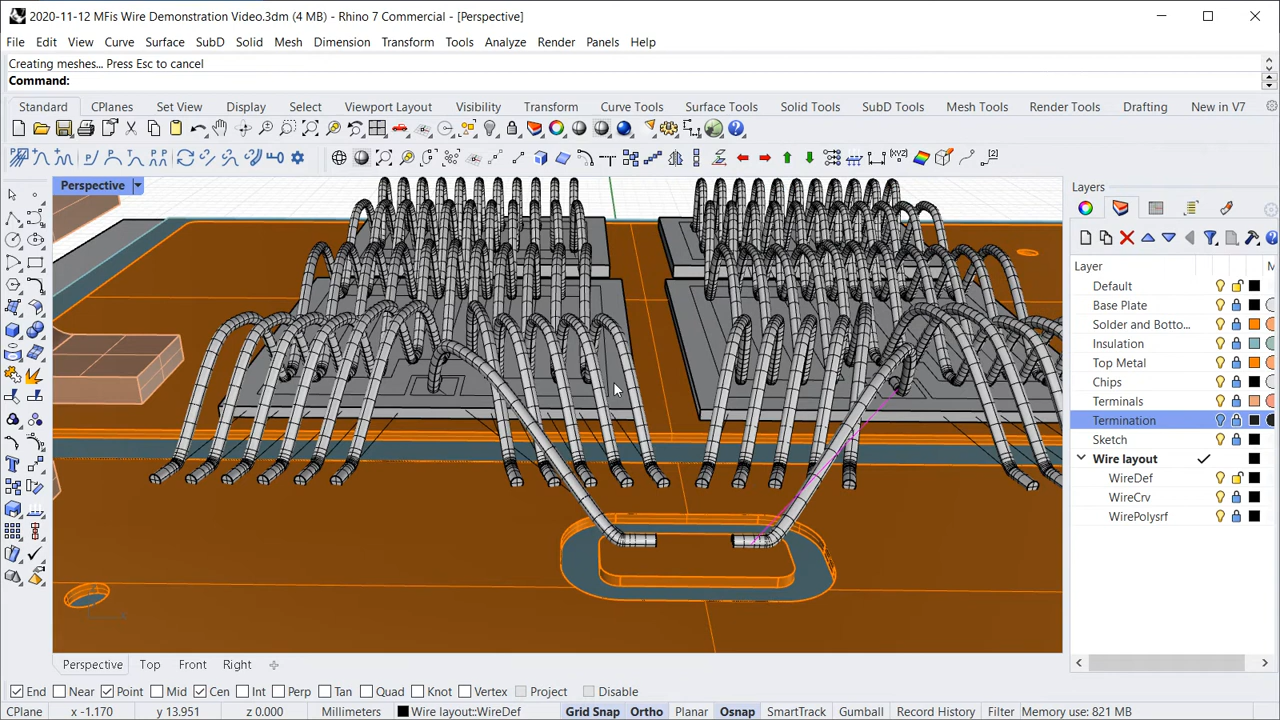 2020-11-12 MFis Wire Demonstration Video.3dm (4 MB) - Rhino 7 Commercial - [Perspective]
File Edit View Curve Surface SubD Solid Mesh Dimension Transform Tools Analyze Render Panels Help
Creating meshes... Press Esc to cancel
Command:
Standard CPlanes Set View Display Select Viewport Layout Visibility Transform Curve Tools Surface Tools Solid Tools SubD Tools Mesh Tools Render Tools Drafting New in V7
Perspective
Layers
Layer M
Default
Base Plate
Solder and Botto...
Insulation
Top Metal
Chips
Terminals
Termination
Sketch
Wire layout
WireDef
WireCrv
WirePolysrf
Perspective Top Front Right
End Near Point Mid Cen Int Perp Tan Quad Knot Vertex Project Disable
CPlane x -1.170 y 13.951 z 0.000 Millimeters Wire layout::WireDef Grid Snap Ortho Planar Osnap SmartTrack Gumball Record History Filter Memory use: 821 MB